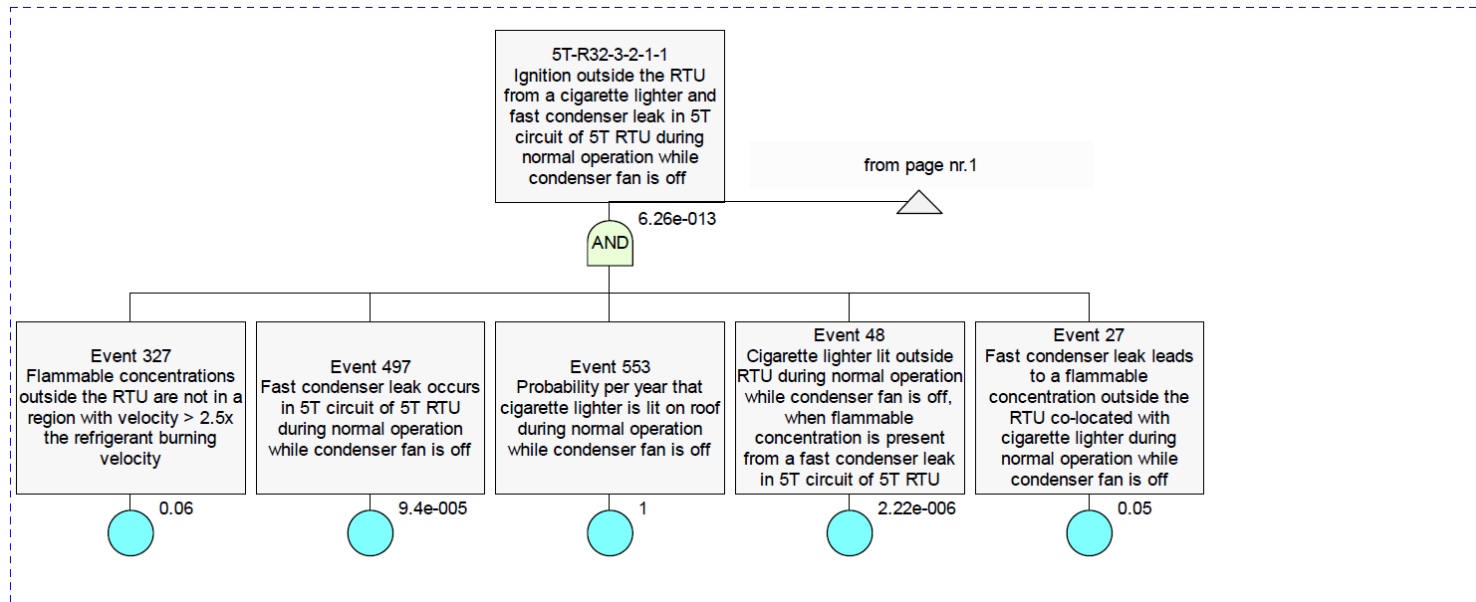 5T-R32-3-2-1-1
Ignition outside the RTU
from a cigarette lighter and
fast condenser leak in 5T
circuit of 5T RTU during
normal operation while
condenser fan is off
from page nr.1
6.26e-013
AND
Event 327
Flammable concentrations
outside the RTU are not in a
region with velocity > 2.5x
the refrigerant burning
velocity
0.06
Event 497
Fast condenser leak occurs
in 5T circuit of 5T RTU
during normal operation
while condenser fan is off
9.4e-005
Event 553
Probability per year that
cigarette lighter is lit on roof
during normal operation
while condenser fan is off
1
Event 48
Cigarette lighter lit outside
RTU during normal operation
while condenser fan is off,
when flammable
concentration is present
from a fast condenser leak
in 5T circuit of 5T RTU
2.22e-006
Event 27
Fast condenser leak leads
to a flammable
concentration outside the
RTU co-located with
cigarette lighter during
normal operation while
condenser fan is off
0.05